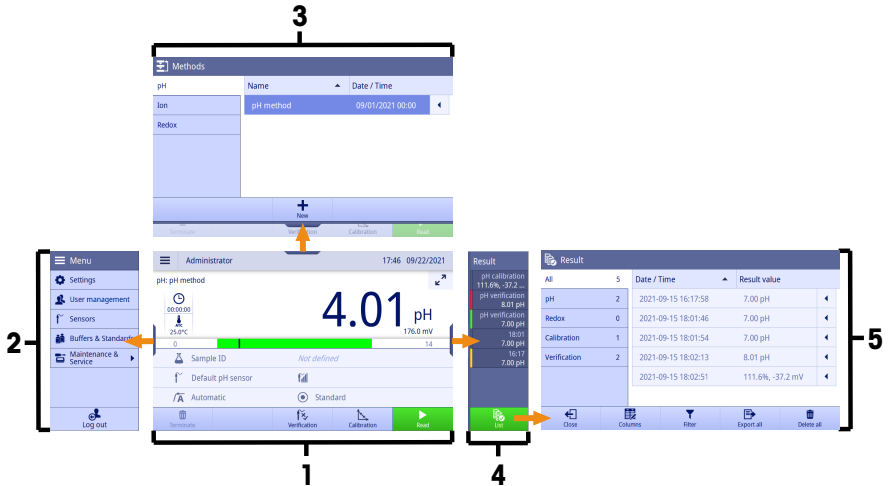 3
Methods
pH
Name
Date / Time
Ion
pH method
09/01/2021 00:00
Redox
New
Terminate
Verification
Calibration
Read
Menu
Settings
User management
Sensors
Buffers & Standards
Maintenance &
Service
Log out
2
Administrator
17:46 09/22/2021
pH: pH method
00:00:00
ATC
25.0°C
4.01 pH
176.0 mV
0
14
Sample ID
Not defined
Default pH sensor
Automatic
Standard
Terminate
Verification
Calibration
Read
1
Result
pH calibration
111.6%, -37.2 ...
pH verification
8.01 pH
pH verification
7.00 pH
18:01
7.00 pH
16:17
7.00 pH
List
4
Result
All 5
Date / Time
Result value
pH 2
2021-09-15 16:17:58 7.00 pH
Redox 0
2021-09-15 18:01:46 7.00 pH
Calibration 1
2021-09-15 18:01:54 7.00 pH
Verification 2
2021-09-15 18:02:13 8.01 pH
2021-09-15 18:02:51 111.6%, -37.2 mV
Close
Columns
Filter
Export all
Delete all
5